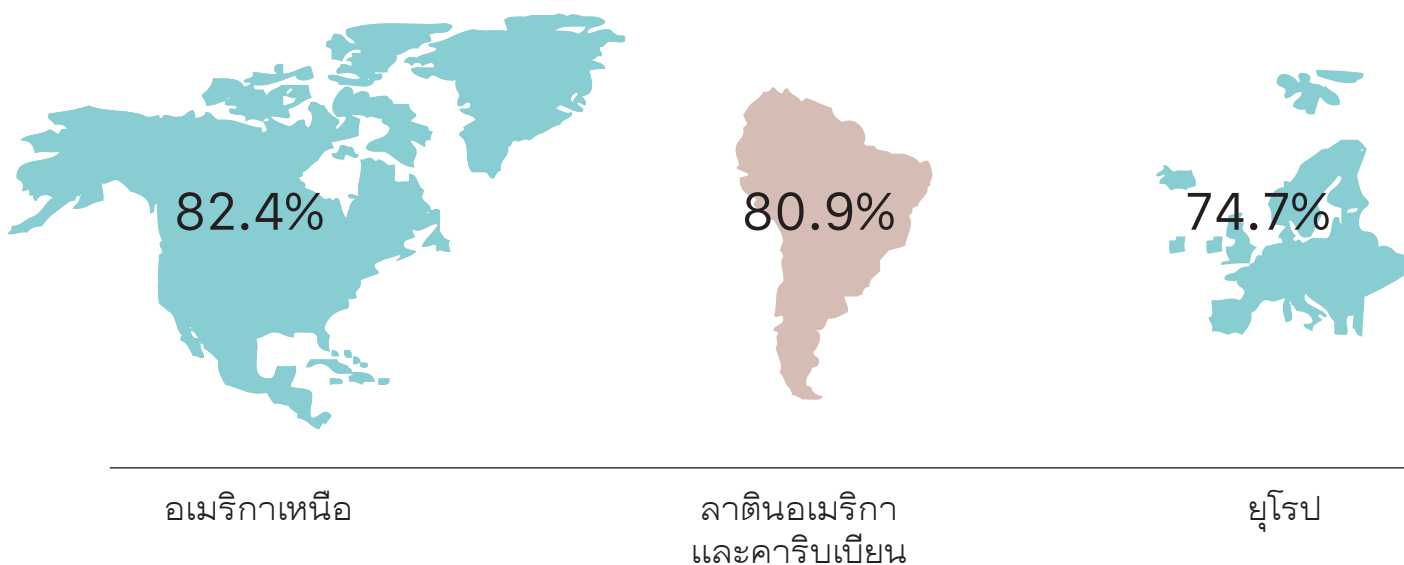 82.4%
80.9%
74.7%
อเมริกาเหนือ
ลาตินอเมริกา
และคาริบเบียน
ยุโรป